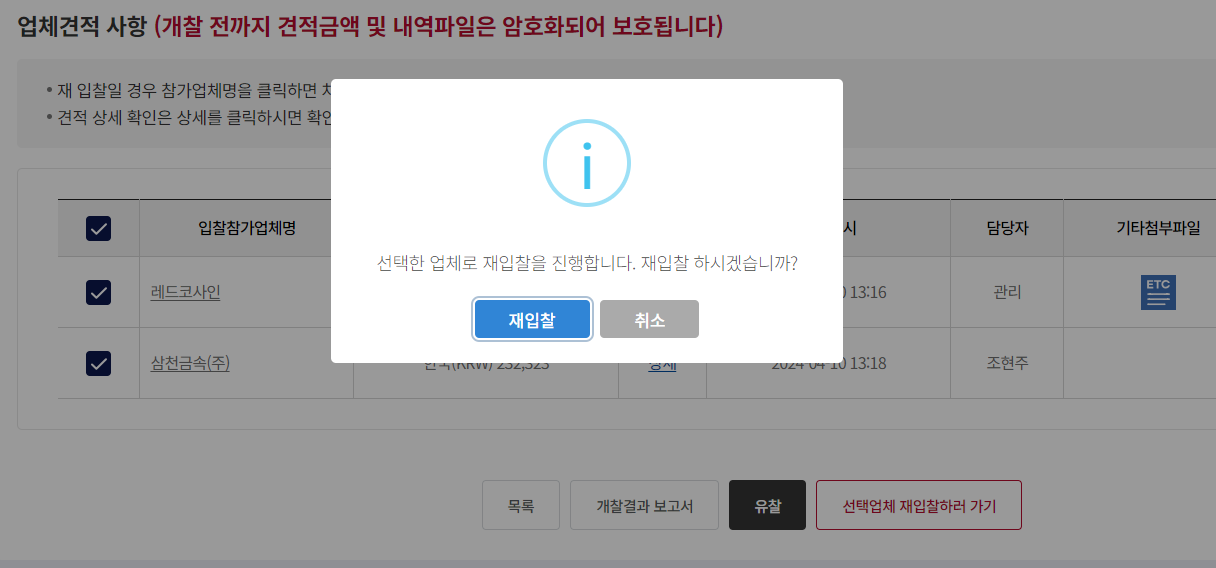 업체견적 사항 (개찰 전까지 견적금액 및 내역파일은 암호화되어 보호됩니다)
• 재 입찰일 경우 참가업체명을 클릭하면
• 견적 상세 확인은 상세를 클릭하시면
i
선택한 업체로 재입찰을 진행합니다. 재입찰 하시겠습니까?
재입찰 취소
입찰참가업체명 시 담당자 기타첨부파일
레드코사인 13:16 관리 ETC
삼천금속(주) 한국(KRW) 232,323 상세 2024-04-10 13:18 조현주
목록 개찰결과 보고서 유찰 선택업체 재입찰하러 가기